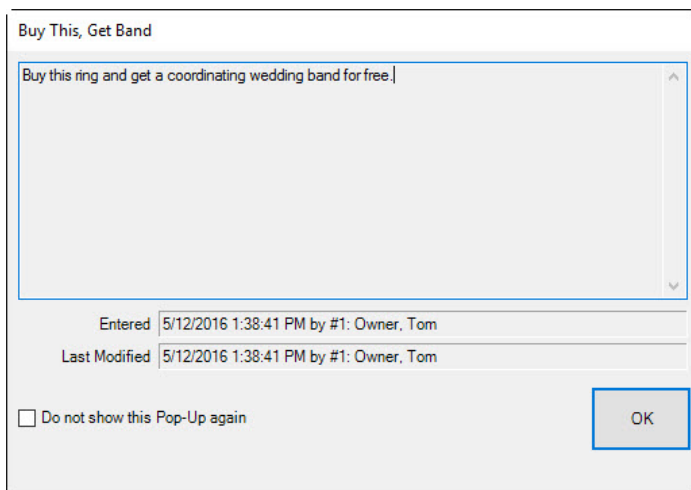 Buy This, Get Band
Buy this ring and get a coordinating wedding band for free.
Entered 5/12/2016 1:38:41 PM by #1: Owner, Tom
Last Modified 5/12/2016 1:38:41 PM by #1: Owner, Tom
Do not show this Pop-Up again
OK